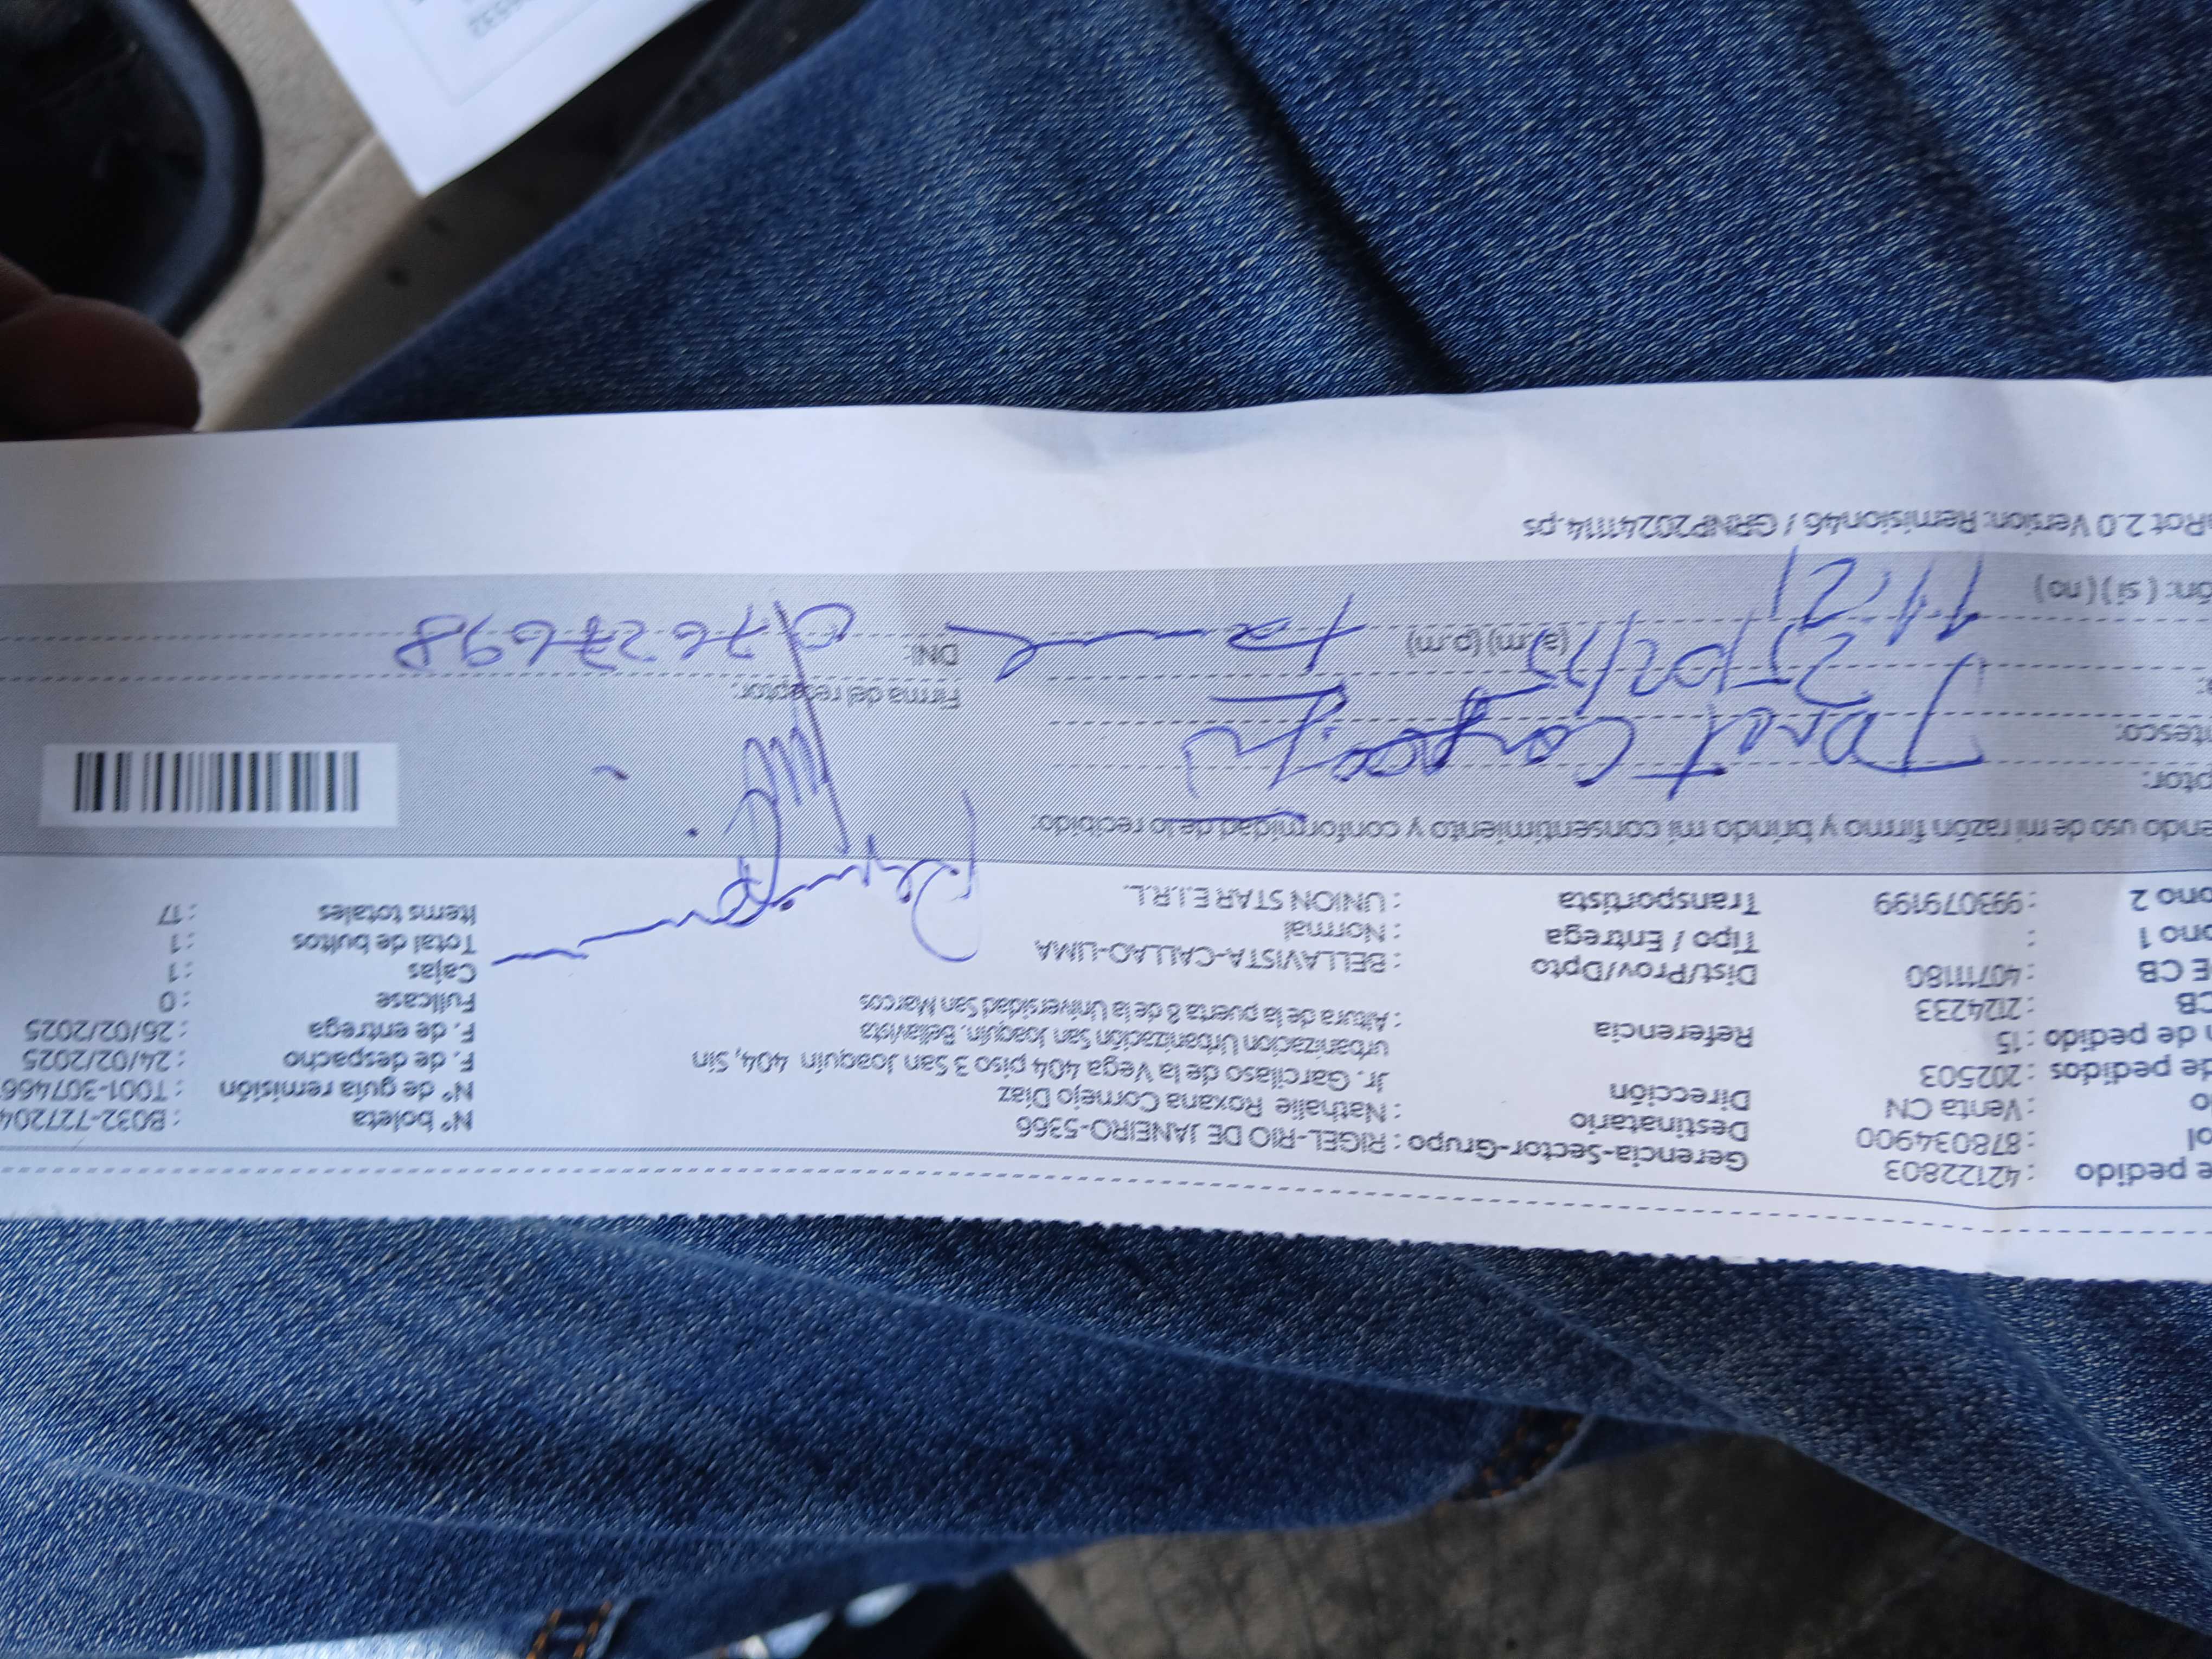 e pedido : 42122803 Gerencia-Sector-Grupo : RIGEL-RIO DE JANEIRO-5366 N° boleta : B032-727204
ol : 878034900 Destinatario : Nathalie Roxana Cornejo Díaz N° de guía remisión : T001-307466
o : Venta CN Dirección Jr. Garcilaso de la Vega 404 piso 3 San Joaquín 404, Sin F. de despacho : 24/02/2025
de pedidos : 202503 urbanizacion Urbanización San Joaquín. Bellavista F. de entrega : 26/02/2025
n de pedido : 15 Referencia : Altura de la puerta 8 de la Universidad San Marcos Fullcase : 0
CB : 2124233 Dist/Prov/Dpto : BELLAVISTA-CALLAO-LIMA Cajas : 1
E CB : 40711180 Tipo / Entrega : Normal Total de bultos : 1
ono 1 : Transportista : UNION STAR E.I.R.L. Items totales : 17
ono 2 : 993079199
endo uso de mi razón firmo y brindo mi consentimiento y conformidad de lo recibido:
ptor:
ntesco: Firma del receptor:
25/02/25 (a.m) (p.m) DNI: 076276698
ón: ( sí ) ( no ) 11:21
Rot 2.0 Version: Remision46 / GRNP20241114.ps